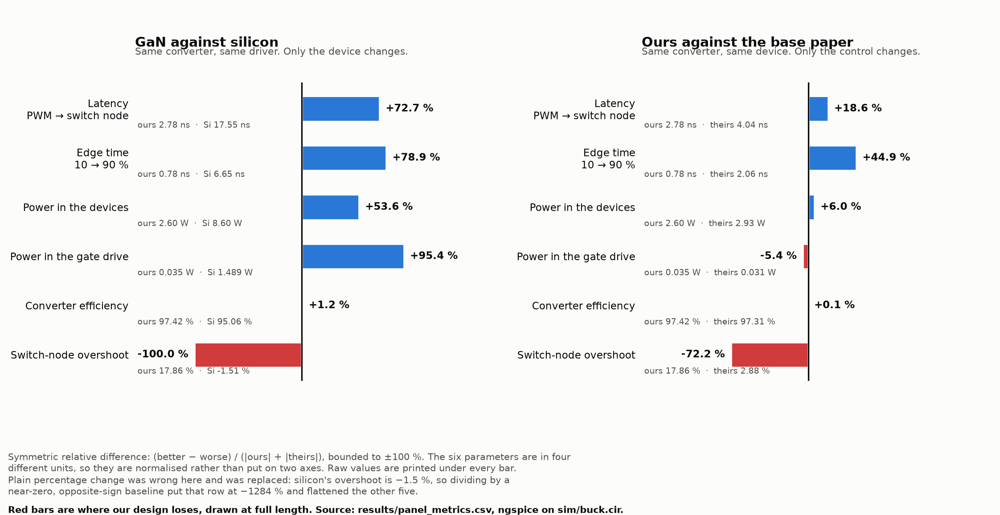 GaN against silicon
Same converter, same driver. Only the device changes.
Latency
PWM → switch node
+72.7 %
ours 2.78 ns · Si 17.55 ns
Edge time
10 → 90 %
+78.9 %
ours 0.78 ns · Si 6.65 ns
Power in the devices
+53.6 %
ours 2.60 W · Si 8.60 W
Power in the gate drive
+95.4 %
ours 0.035 W · Si 1.489 W
Converter efficiency
+1.2 %
ours 97.42 % · Si 95.06 %
Switch-node overshoot
-100.0 %
ours 17.86 % · Si -1.51 %
Ours against the base paper
Same converter, same device. Only the control changes.
Latency
PWM → switch node
+18.6 %
ours 2.78 ns · theirs 4.04 ns
Edge time
10 → 90 %
+44.9 %
ours 0.78 ns · theirs 2.06 ns
Power in the devices
+6.0 %
ours 2.60 W · theirs 2.93 W
Power in the gate drive
-5.4 %
ours 0.035 W · theirs 0.031 W
Converter efficiency
+0.1 %
ours 97.42 % · theirs 97.31 %
Switch-node overshoot
-72.2 %
ours 17.86 % · theirs 2.88 %
Symmetric relative difference: (better − worse) / (|ours| + |theirs|), bounded to ±100 %. The six parameters are in four
different units, so they are normalised rather than put on two axes. Raw values are printed under every bar.
Plain percentage change was wrong here and was replaced: silicon's overshoot is −1.5 %, so dividing by a
near-zero, opposite-sign baseline put that row at −1284 % and flattened the other five.
Red bars are where our design loses, drawn at full length. Source: results/panel_metrics.csv, ngspice on sim/buck.cir.